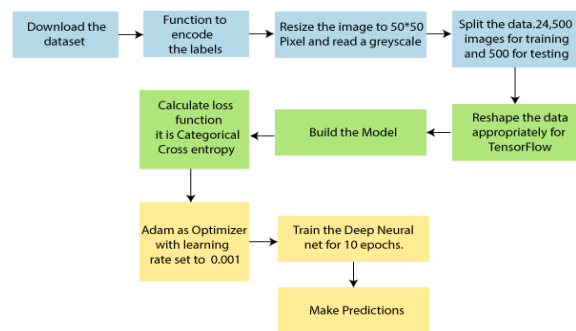 Download the
dataset
Function to
encode
the labels
Resize the image to 50*50
Pixel and read a greyscale
Split the data.24,500
images for training
and 500 for testing
Reshape the data
appropriately for
TensorFlow
Build the Model
Calculate loss
function
it is Categorical
Cross entropy
Adam as Optimizer
with learning
rate set to 0.001
Train the Deep Neural
net for 10 epochs.
Make Predictions